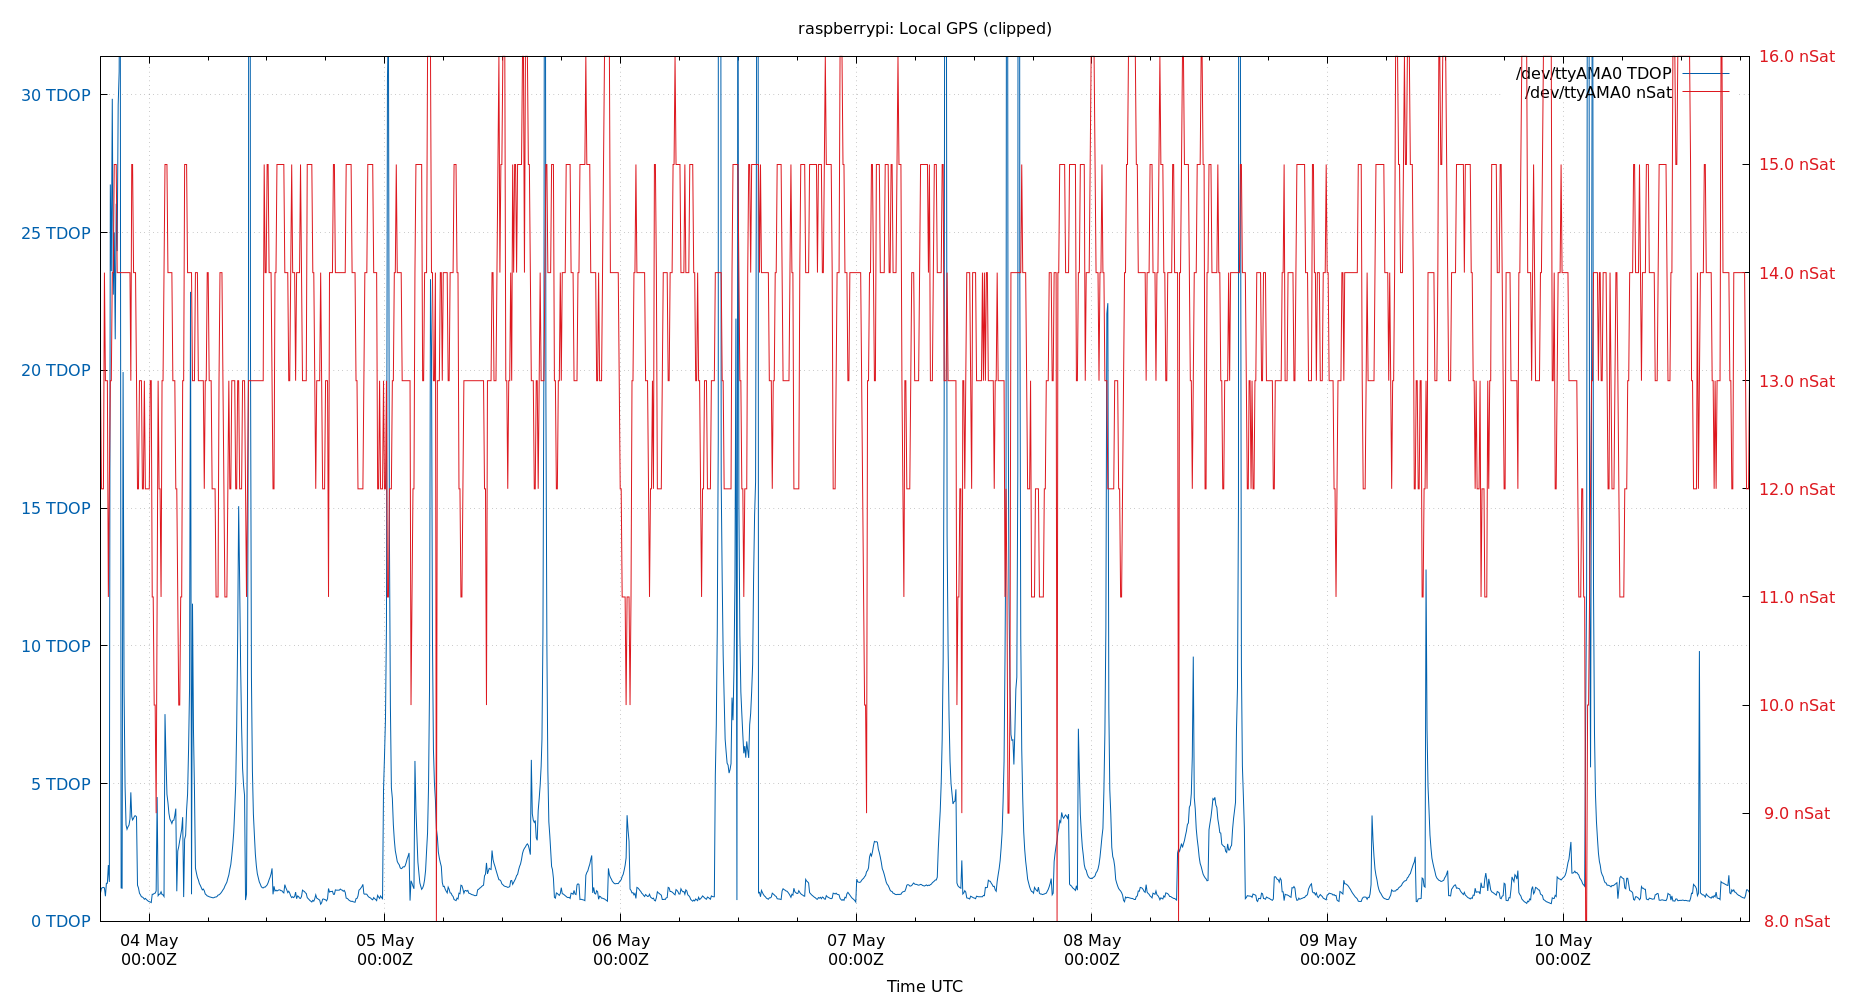 raspberrypi: Local GPS (clipped)
/dev/ttyAMA0 TDOP
/dev/ttyAMA0 nSat
30 TDOP
25 TDOP
20 TDOP
15 TDOP
10 TDOP
5 TDOP
0 TDOP
16.0 nSat
15.0 nSat
14.0 nSat
13.0 nSat
12.0 nSat
11.0 nSat
10.0 nSat
9.0 nSat
8.0 nSat
04 May
00:00Z
05 May
00:00Z
06 May
00:00Z
07 May
00:00Z
08 May
00:00Z
09 May
00:00Z
10 May
00:00Z
Time UTC